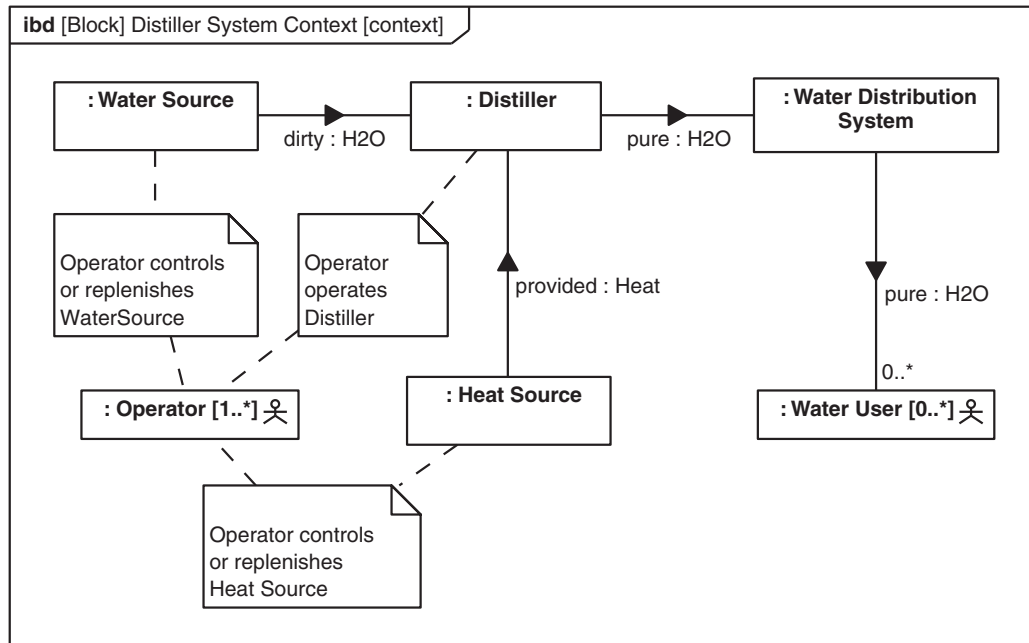 ibd [Block] Distiller System Context [context]
: Water Source
dirty : H2O
: Distiller
pure : H2O
: Water Distribution
System
Operator controls
or replenishes
WaterSource
Operator
operates
Distiller
provided : Heat
pure : H2O
0..*
: Operator [1..*]
: Heat Source
: Water User [0..*]
Operator controls
or replenishes
Heat Source